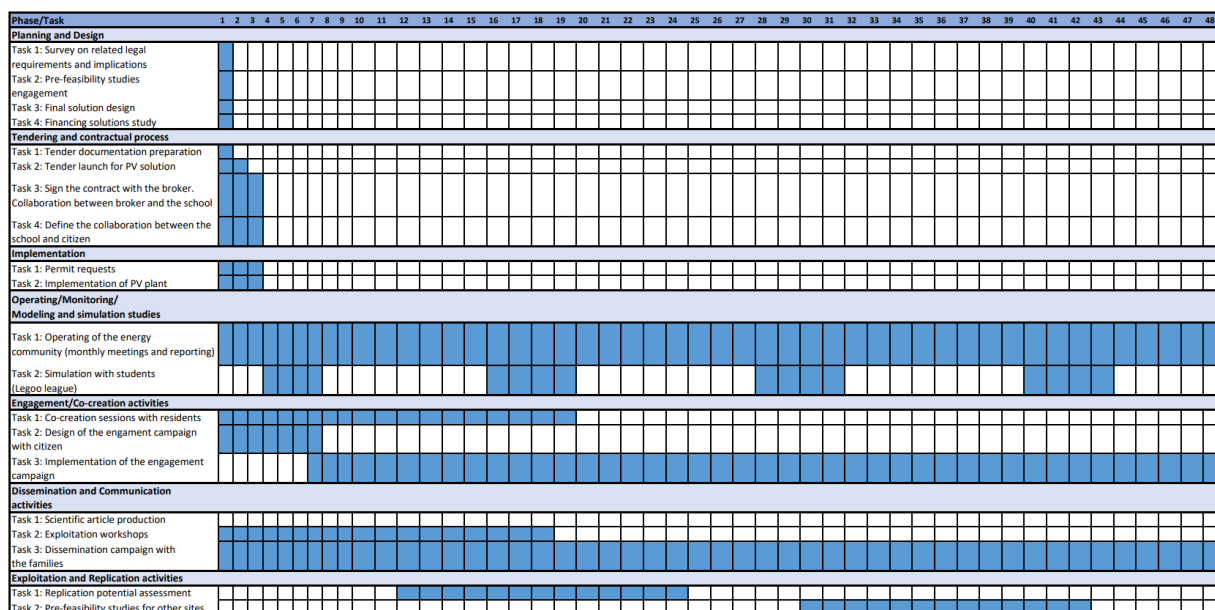 Phase/Task 1 2 3 4 5 6 7 8 9 10 11 12 13 14 15 16 17 18 19 20 21 22 23 24 25 26 27 28 29 30 31 32 33 34 35 36 37 38 39 40 41 42 43 44 45 46 47 48
Planning and Design
Task 1: Survey on related legal
requirements and implications
Task 2: Pre-feasibility studies
engagement
Task 3: Final solution design
Task 4: Financing solutions study
Tendering and contractual process
Task 1: Tender documentation preparation
Task 2: Tender launch for PV solution
Task 3: Sign the contract with the broker.
Collaboration between broker and the school
Task 4: Define the collaboration between the
school and citizen
Implementation
Task 1: Permit requests
Task 2: Implementation of PV plant
Operating/Monitoring/
Modeling and simulation studies
Task 1: Operating of the energy
community (monthly meetings and reporting)
Task 2: Simulation with students
(Legoo league)
Engagement/Co-creation activities
Task 1: Co-creation sessions with residents
Task 2: Design of the engament campaign
with citizen
Task 3: Implementation of the engagement
campaign
Dissemination and Communication
activities
Task 1: Scientific article production
Task 2: Exploitation workshops
Task 3: Dissemination campaign with
the families
Exploitation and Replication activities
Task 1: Replication potential assessment
Task 2: Pre-feasibility studies for other sites